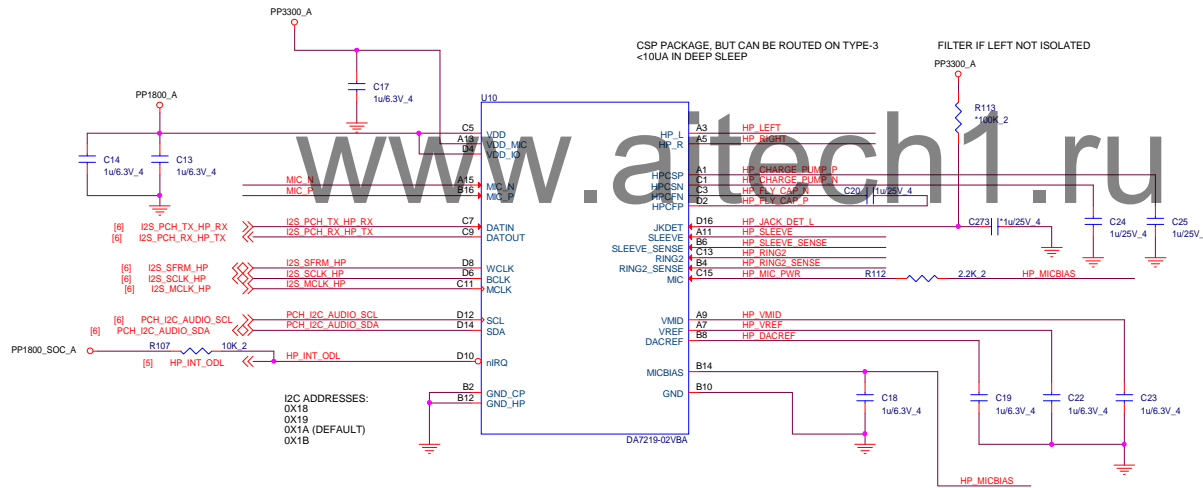 PP3300_A
CSP PACKAGE, BUT CAN BE ROUTED ON TYPE-3
<10UA IN DEEP SLEEP
FILTER IF LEFT NOT ISOLATED
PP3300_A
C17
1u/6.3V_4
PP1800_A
C14
1u/6.3V_4
C13
1u/6.3V_4
R113
*100K_2
www.aitech1.ru
U10
C5 VDD
A13 VDD_MIC
D4 VDD_IO
MIC_N A15 MIC_N
MIC_P B16 MIC_P
[6] I2S_PCH_TX_HP_RX I2S_PCH_TX_HP_RX C7 DATIN
[6] I2S_PCH_RX_HP_TX I2S_PCH_RX_HP_TX C9 DATOUT
[6] I2S_SFRM_HP I2S_SFRM_HP D8 WCLK
[6] I2S_SCLK_HP I2S_SCLK_HP D6 BCLK
[6] I2S_MCLK_HP I2S_MCLK_HP C11 MCLK
[6] PCH_I2C_AUDIO_SCL PCH_I2C_AUDIO_SCL D12 SCL
[6] PCH_I2C_AUDIO_SDA PCH_I2C_AUDIO_SDA D14 SDA
PP1800_SOC_A R107 10K_2
[5] HP_INT_ODL HP_INT_ODL D10 nIRQ
B2 GND_CP
B12 GND_HP
I2C ADDRESSES:
0X18
0X19
0X1A (DEFAULT)
0X1B
HP_L A3 HP_LEFT
HP_R A5 HP_RIGHT
HPCSP A1 HP_CHARGE_PUMP_P
HPCSN C1 HP_CHARGE_PUMP_N
HPCFN C3 HP_FLY_CAP_N C20 1u/25V_4
HPCFP D2 HP_FLY_CAP_P
JKDET D16 HP_JACK_DET_L C273 *1u/25V_4
SLEEVE A11 HP_SLEEVE
SLEEVE_SENSE B6 HP_SLEEVE_SENSE
RING2 C13 HP_RING2
RING2_SENSE B4 HP_RING2_SENSE
MIC C15 HP_MIC_PWR R112 2.2K_2 HP_MICBIAS
C24
1u/25V_4
C25
1u/25V_4
VMID A9 HP_VMID
VREF A7 HP_VREF
DACREF B8 HP_DACREF
MICBIAS B14
GND B10
C18
1u/6.3V_4
C19
1u/6.3V_4
C22
1u/6.3V_4
C23
1u/6.3V_4
DA7219-02VBA
HP_MICBIAS